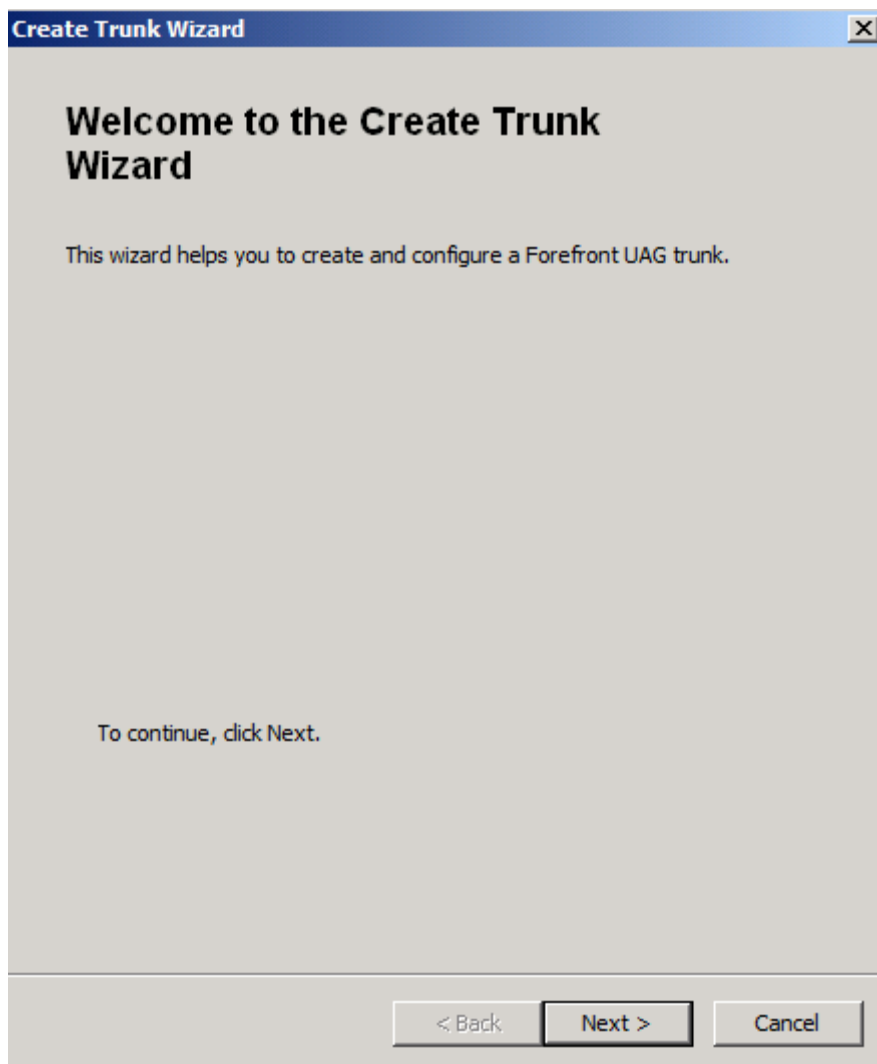 Create Trunk Wizard
Welcome to the Create Trunk
Wizard
This wizard helps you to create and configure a Forefront UAG trunk.
To continue, click Next.
< Back
Next >
Cancel